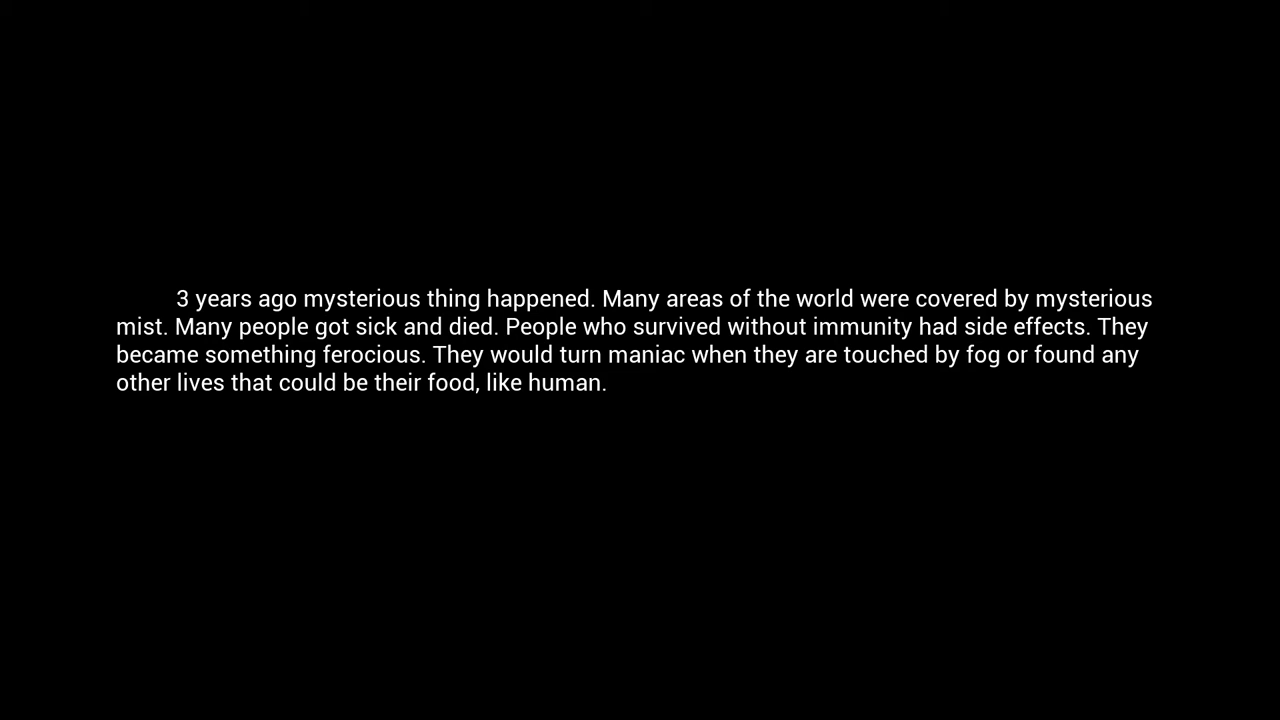 3 years ago mysterious thing happened. Many areas of the world were covered by mysterious
mist. Many people got sick and died. People who survived without immunity had side effects. They
became something ferocious. They would turn maniac when they are touched by fog or found any
other lives that could be their food, like human.